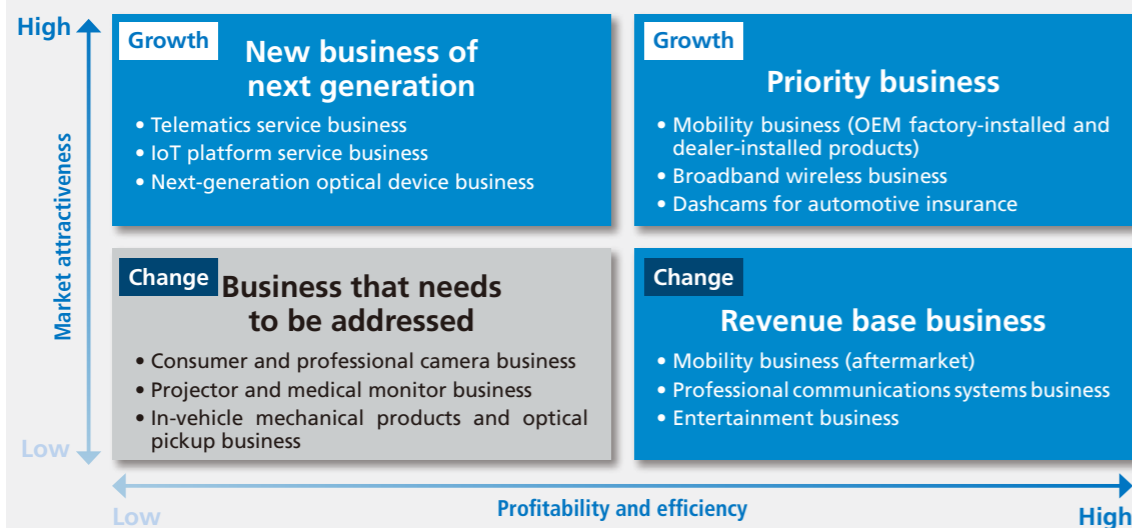 High
Growth
New business of
next generation
• Telematics service business
• IoT platform service business
• Next-generation optical device business
Growth
Priority business
• Mobility business (OEM factory-installed and
dealer-installed products)
• Broadband wireless business
• Dashcams for automotive insurance
Market attractiveness
Change
Business that needs
to be addressed
• Consumer and professional camera business
• Projector and medical monitor business
• In-vehicle mechanical products and optical
pickup business
Change
Revenue base business
• Mobility business (aftermarket)
• Professional communications systems business
• Entertainment business
Low
Low
Profitability and efficiency
High